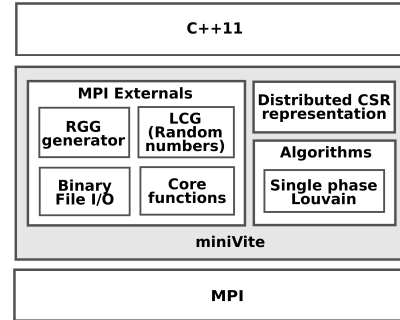 C++11
MPI Externals
RGG
generator
LCG
(Random
numbers)
Binary
File I/O
Core
functions
Distributed CSR
representation
Algorithms
Single phase
Louvain
miniVite
MPI